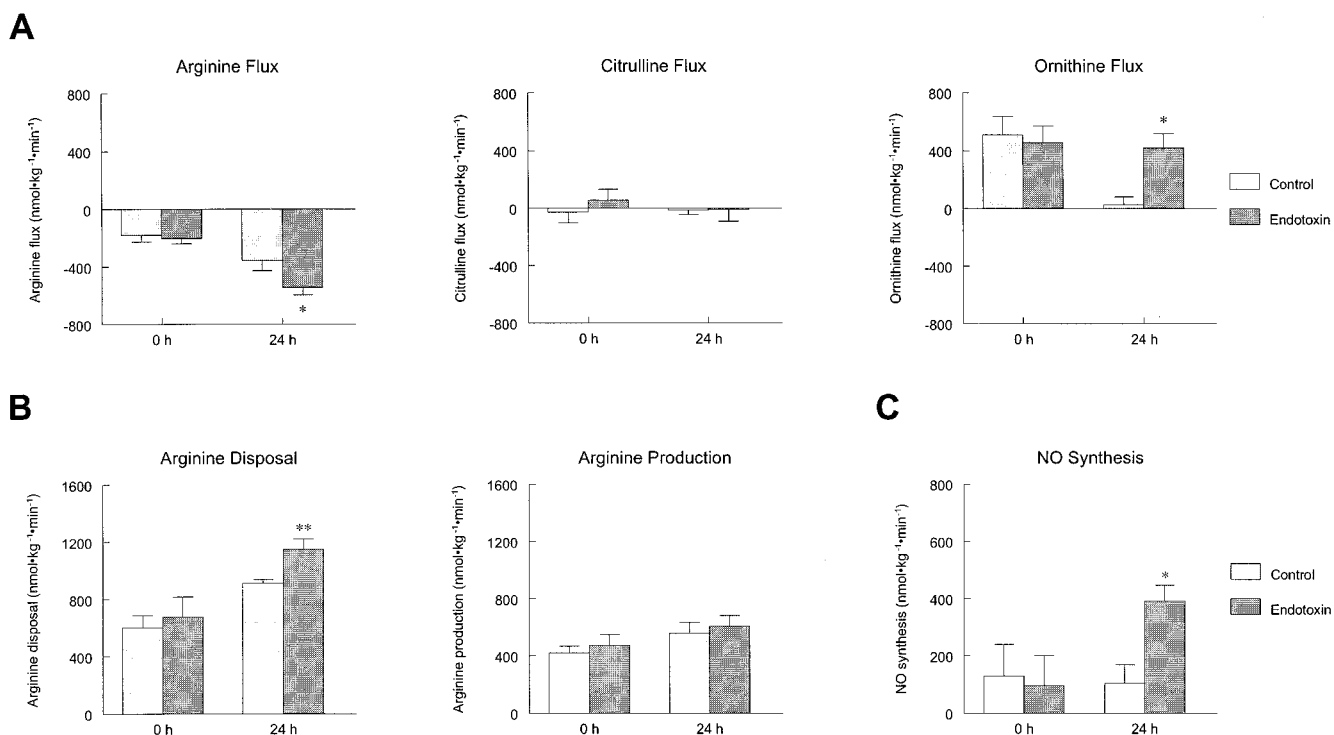 A
Arginine Flux
Arginine flux (nmol•kg⁻¹•min⁻¹)
800
400
0
-400
-800
*
0 h
24 h
Citrulline Flux
Citrulline flux (nmol•kg⁻¹•min⁻¹)
800
400
0
-400
-800
0 h
24 h
Ornithine Flux
Ornithine flux (nmol•kg⁻¹•min⁻¹)
800
400
0
-400
-800
*
0 h
24 h
Control
Endotoxin
B
Arginine Disposal
Arginine disposal (nmol•kg⁻¹•min⁻¹)
1600
1200
800
400
0
**
0 h
24 h
Arginine Production
Arginine production (nmol•kg⁻¹•min⁻¹)
1600
1200
800
400
0
0 h
24 h
C
NO Synthesis
NO synthesis (nmol•kg⁻¹•min⁻¹)
800
600
400
200
0
*
0 h
24 h
Control
Endotoxin